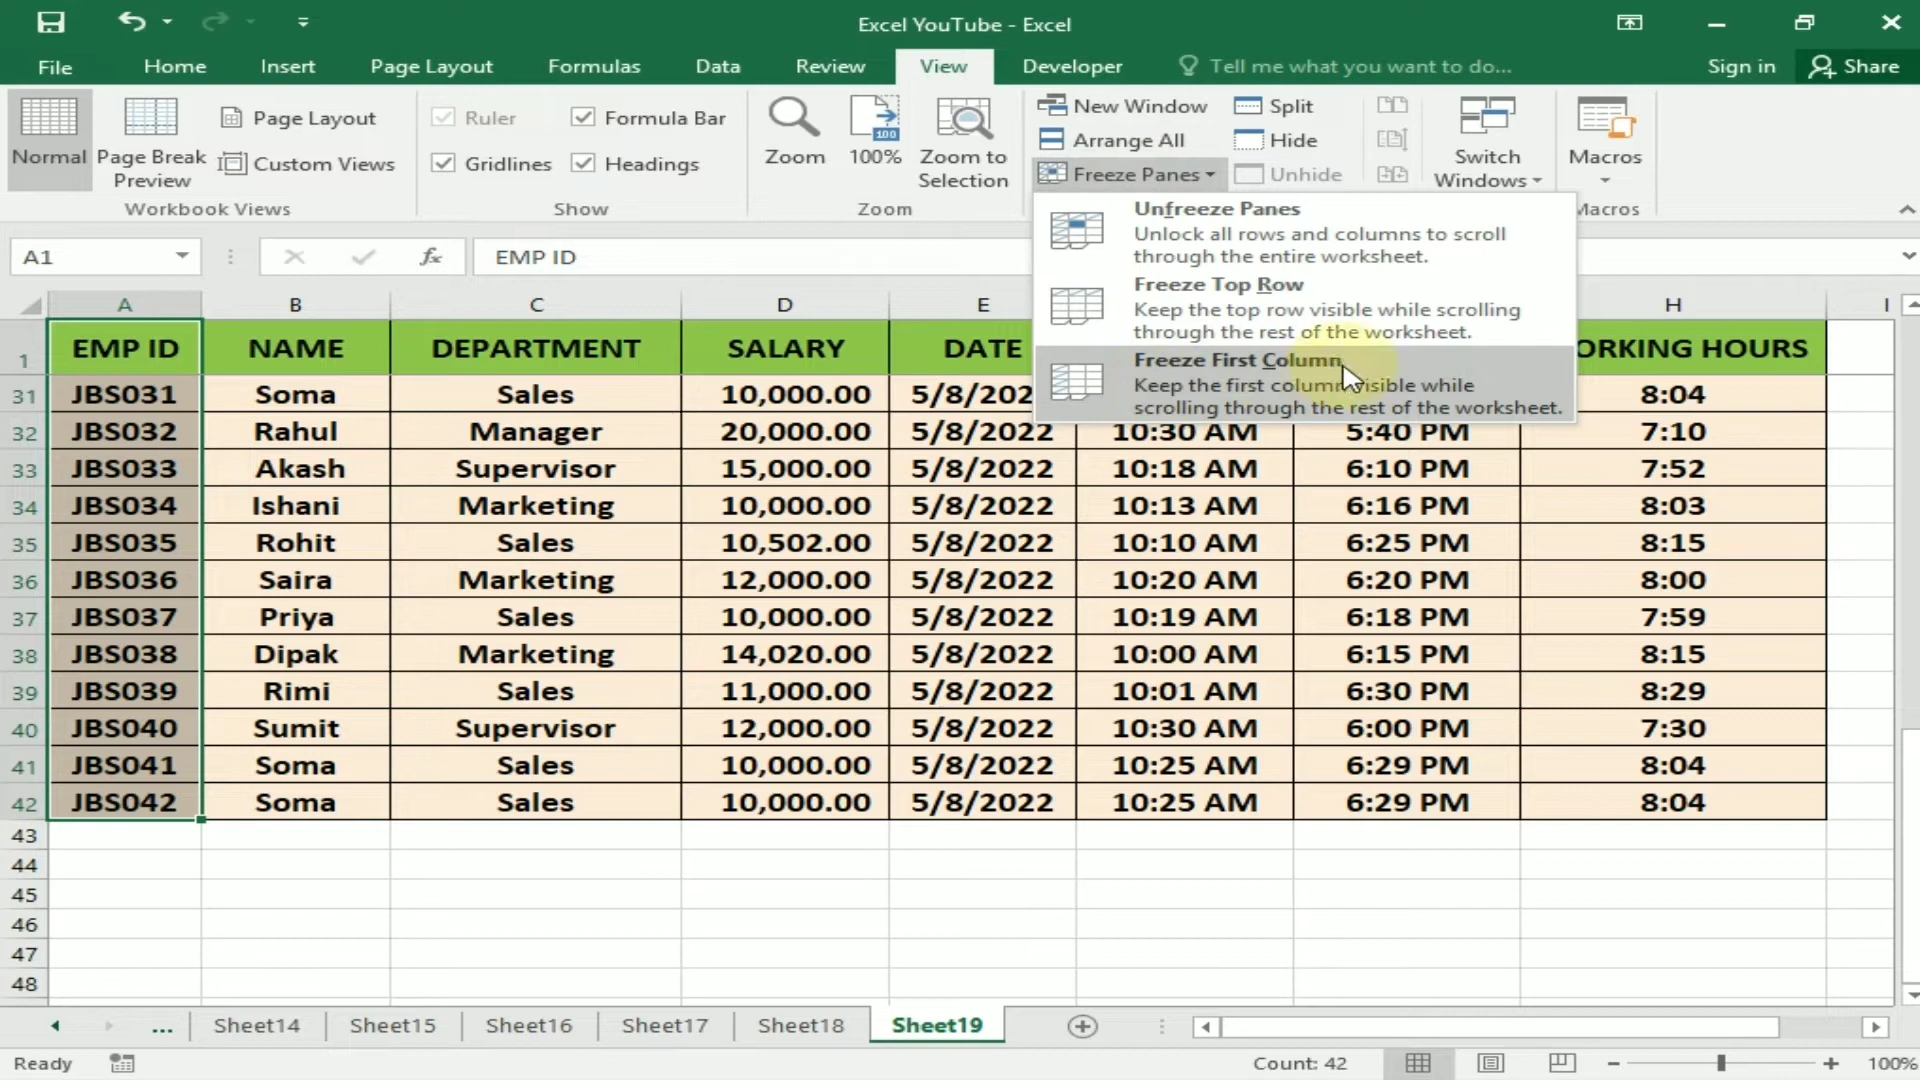 Excel YouTube - Excel
File Home Insert Page Layout Formulas Data Review View Developer Tell me what you want to do... Sign in Share
Normal
Page Break Preview
Page Layout
Custom Views
Workbook Views
Ruler Formula Bar
Gridlines Headings
Show
Zoom
100%
100
Zoom to Selection
Zoom
New Window
Arrange All
Freeze Panes
Split
Hide
Unhide
Switch Windows
Macros
Macros
Unfreeze Panes
Unlock all rows and columns to scroll
through the entire worksheet.
Freeze Top Row
Keep the top row visible while scrolling
through the rest of the worksheet.
Freeze First Column
Keep the first column visible while
scrolling through the rest of the worksheet.
A1 fx EMP ID
A B C D E H I
1 EMP ID NAME DEPARTMENT SALARY DATE ORKING HOURS
31 JBS031 Soma Sales 10,000.00 5/8/202 8:04
32 JBS032 Rahul Manager 20,000.00 5/8/2022 10:30 AM 5:40 PM 7:10
33 JBS033 Akash Supervisor 15,000.00 5/8/2022 10:18 AM 6:10 PM 7:52
34 JBS034 Ishani Marketing 10,000.00 5/8/2022 10:13 AM 6:16 PM 8:03
35 JBS035 Rohit Sales 10,502.00 5/8/2022 10:10 AM 6:25 PM 8:15
36 JBS036 Saira Marketing 12,000.00 5/8/2022 10:20 AM 6:20 PM 8:00
37 JBS037 Priya Sales 10,000.00 5/8/2022 10:19 AM 6:18 PM 7:59
38 JBS038 Dipak Marketing 14,020.00 5/8/2022 10:00 AM 6:15 PM 8:15
39 JBS039 Rimi Sales 11,000.00 5/8/2022 10:01 AM 6:30 PM 8:29
40 JBS040 Sumit Supervisor 12,000.00 5/8/2022 10:30 AM 6:00 PM 7:30
41 JBS041 Soma Sales 10,000.00 5/8/2022 10:25 AM 6:29 PM 8:04
42 JBS042 Soma Sales 10,000.00 5/8/2022 10:25 AM 6:29 PM 8:04
43
44
45
46
47
48
... Sheet14 Sheet15 Sheet16 Sheet17 Sheet18 Sheet19
Ready Count: 42 100%